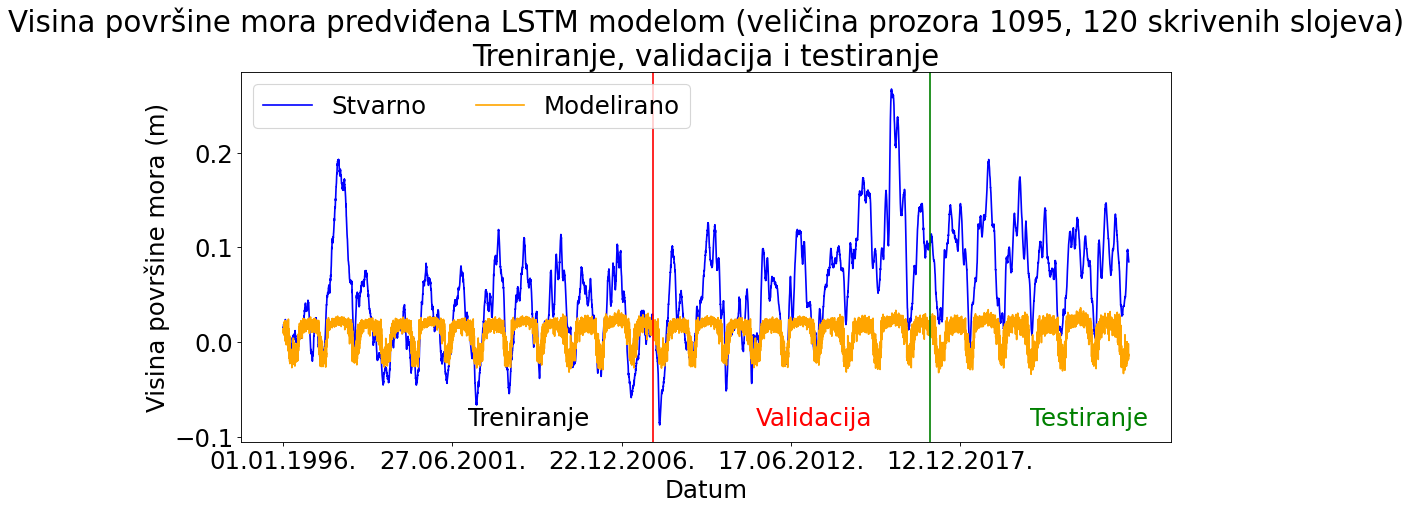 Visina površine mora predviđena LSTM modelom (veličina prozora 1095, 120 skrivenih slojeva)
Treniranje, validacija i testiranje
Stvarno
Modelirano
Visina površine mora (m)
0.2
0.1
0.0
−0.1
Treniranje
Validacija
Testiranje
01.01.1996.
27.06.2001.
22.12.2006.
17.06.2012.
12.12.2017.
Datum